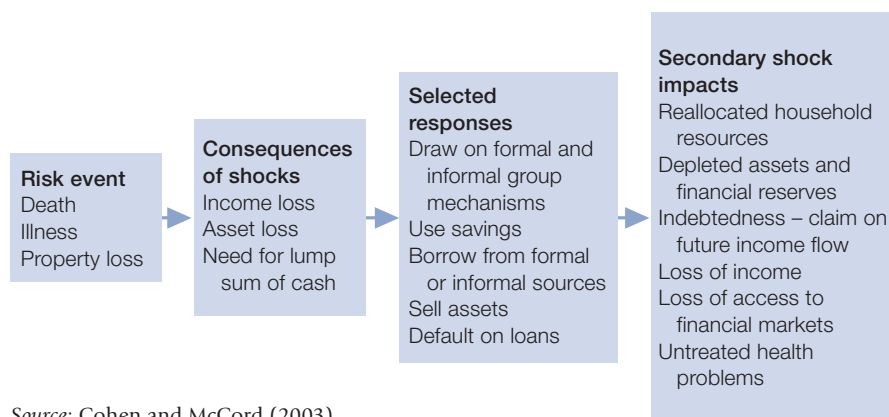 Risk event
Death
Illness
Property loss
Consequences
of shocks
Income loss
Asset loss
Need for lump
sum of cash
Selected
responses
Draw on formal and
informal group
mechanisms
Use savings
Borrow from formal
or informal sources
Sell assets
Default on loans
Secondary shock
impacts
Reallocated household
resources
Depleted assets and
financial reserves
Indebtedness – claim on
future income flow
Loss of income
Loss of access to
financial markets
Untreated health
problems
Source: Cohen and McCord (2003)